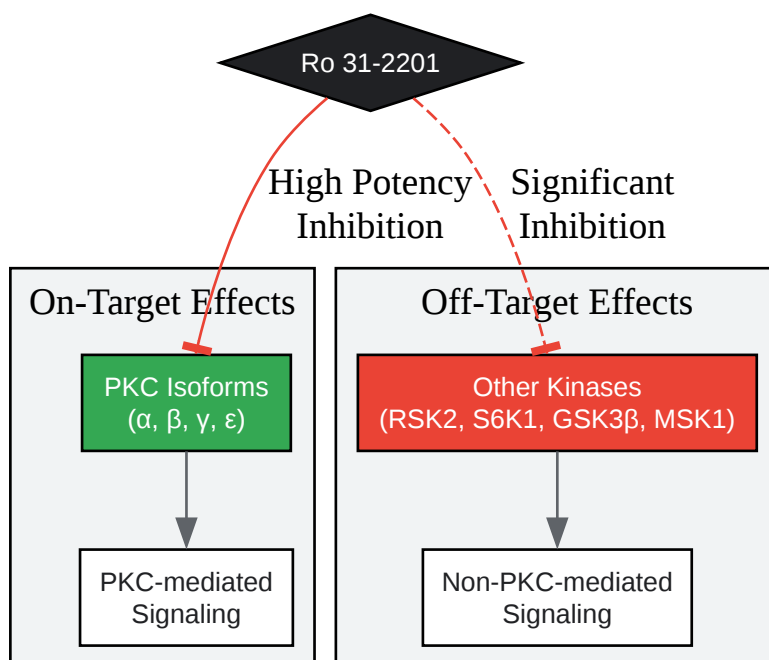 Ro 31-2201
High Potency
Inhibition
Significant
Inhibition
On-Target Effects
PKC Isoforms
(α, β, γ, ε)
PKC-mediated
Signaling
Off-Target Effects
Other Kinases
(RSK2, S6K1, GSK3β, MSK1)
Non-PKC-mediated
Signaling